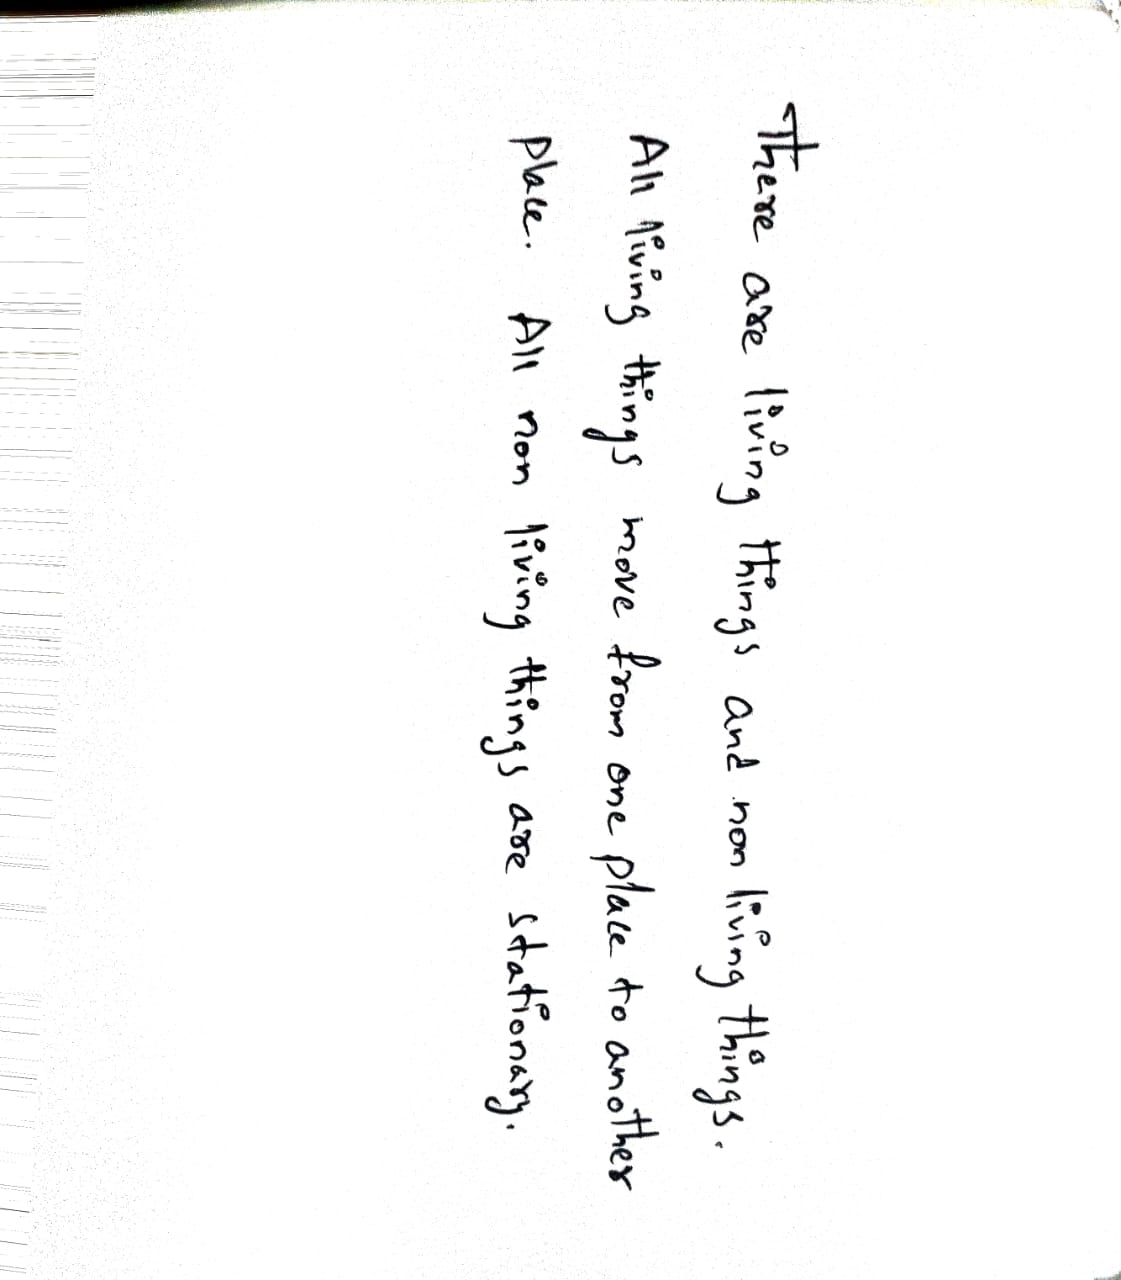 There are living things and non living things.
All living things move from one place to another
place. All non living things are stationary.